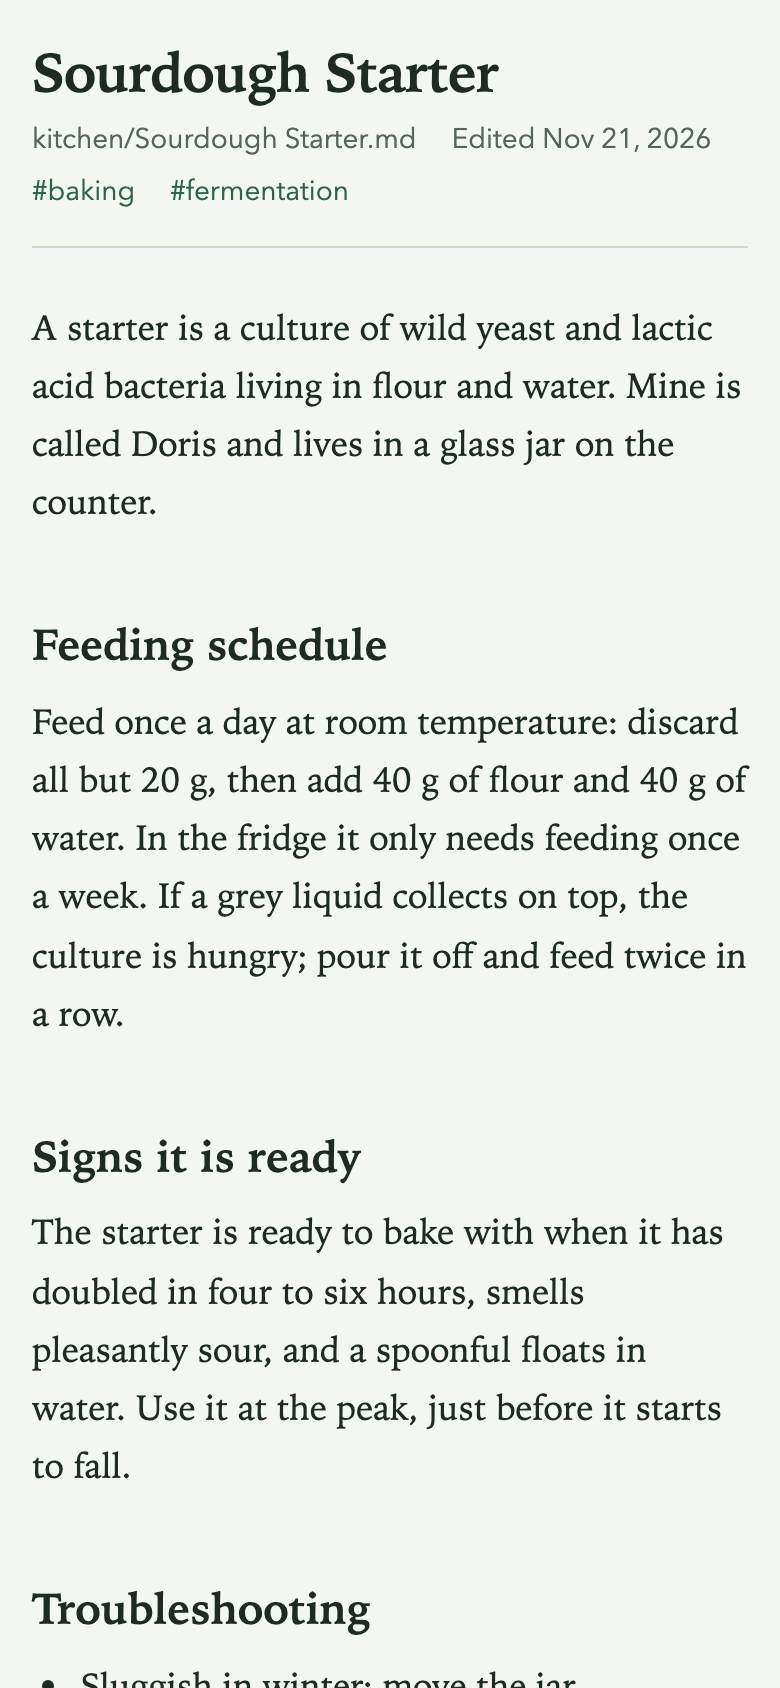 Sourdough Starter
kitchen/Sourdough Starter.md Edited Nov 21, 2026
#baking #fermentation
A starter is a culture of wild yeast and lactic
acid bacteria living in flour and water. Mine is
called Doris and lives in a glass jar on the
counter.
Feeding schedule
Feed once a day at room temperature: discard
all but 20 g, then add 40 g of flour and 40 g of
water. In the fridge it only needs feeding once
a week. If a grey liquid collects on top, the
culture is hungry; pour it off and feed twice in
a row.
Signs it is ready
The starter is ready to bake with when it has
doubled in four to six hours, smells
pleasantly sour, and a spoonful floats in
water. Use it at the peak, just before it starts
to fall.
Troubleshooting
• Sluggish in winter: move the jar